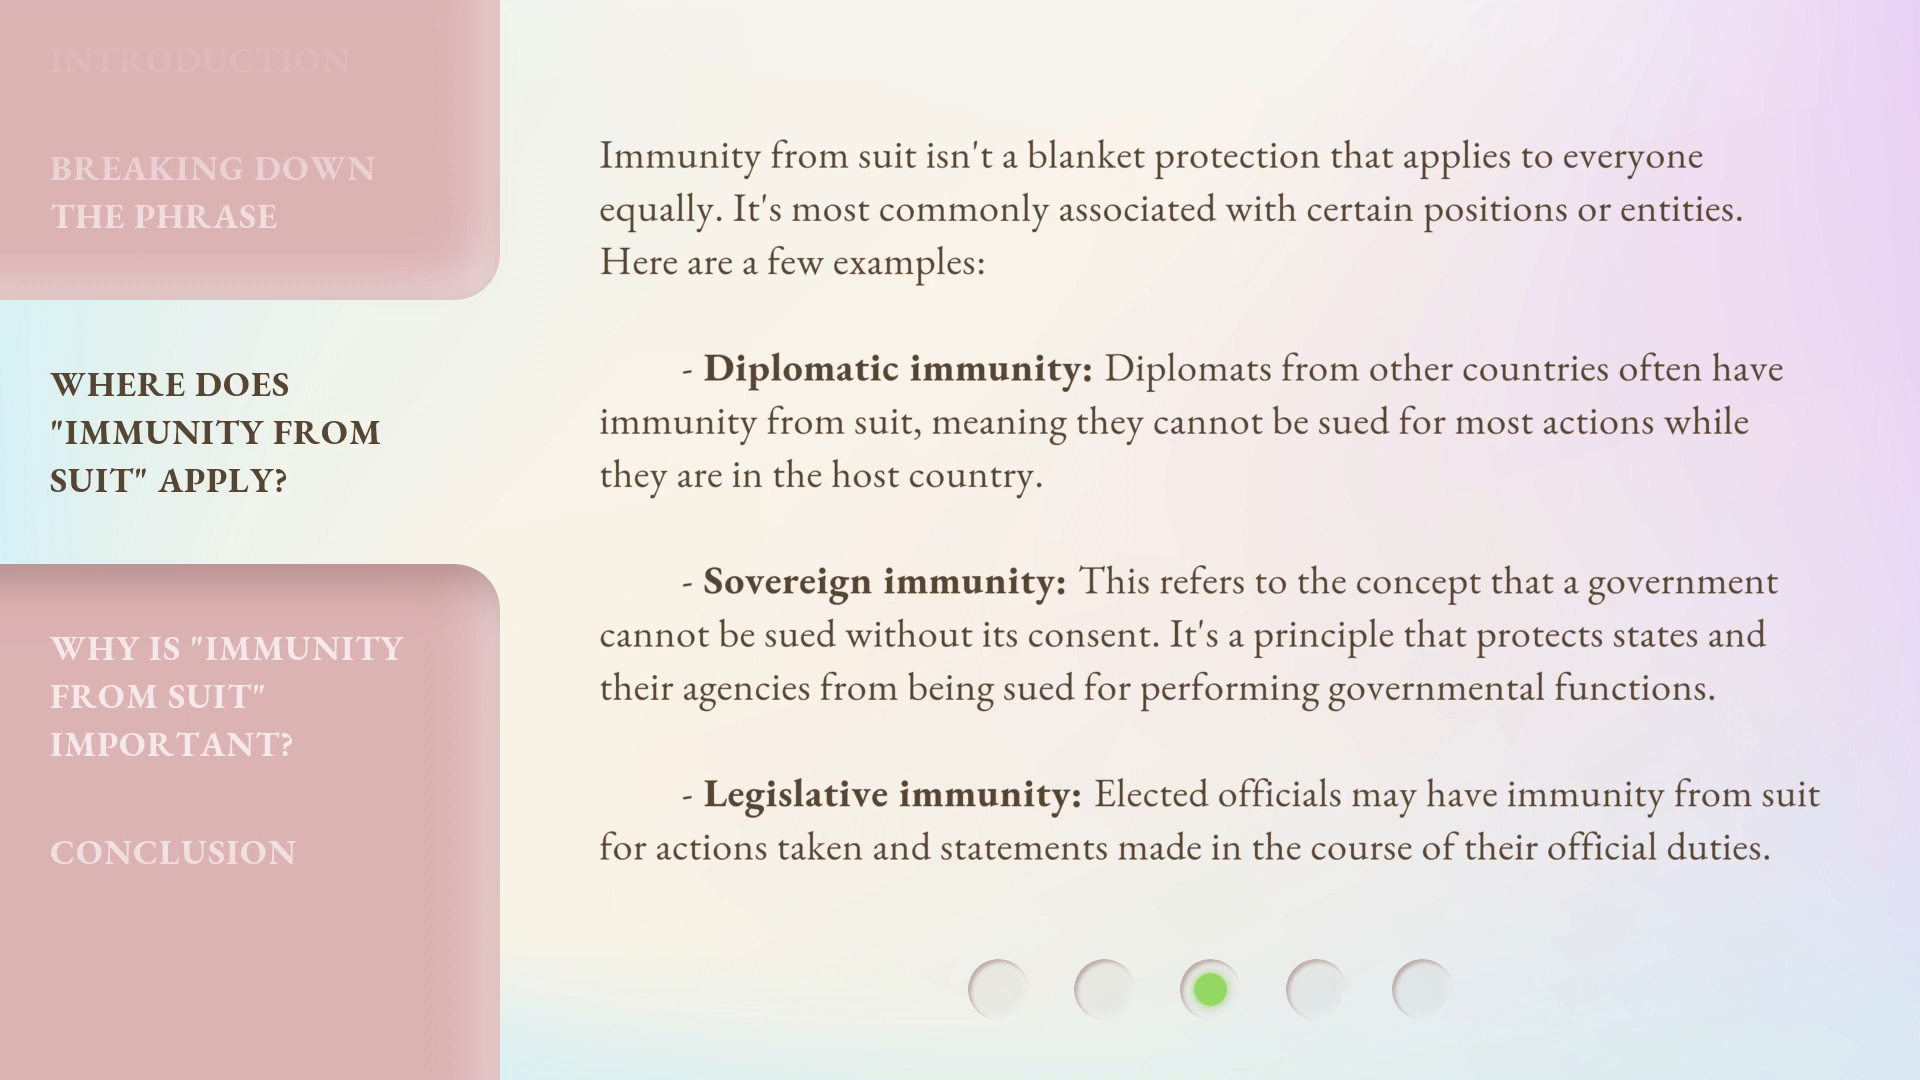 INTRODUCTION
BREAKING DOWN
THE PHRASE
WHERE DOES
"IMMUNITY FROM
SUIT" APPLY?
WHY IS "IMMUNITY
FROM SUIT"
IMPORTANT?
CONCLUSION
Immunity from suit isn't a blanket protection that applies to everyone
equally. It's most commonly associated with certain positions or entities.
Here are a few examples:
- Diplomatic immunity: Diplomats from other countries often have
immunity from suit, meaning they cannot be sued for most actions while
they are in the host country.
- Sovereign immunity: This refers to the concept that a government
cannot be sued without its consent. It's a principle that protects states and
their agencies from being sued for performing governmental functions.
- Legislative immunity: Elected officials may have immunity from suit
for actions taken and statements made in the course of their official duties.